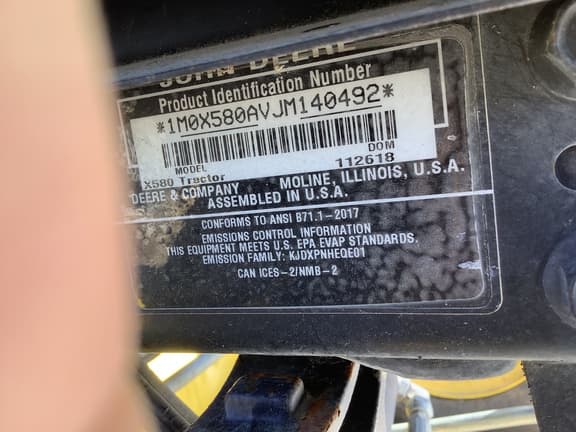 JOHN DEERE
Product Identification Number
*1M0X580AVJM140492*
MODEL DOM
X580 Tractor 112618
DEERE & COMPANY MOLINE, ILLINOIS, U.S.A.
ASSEMBLED IN U.S.A.
CONFORMS TO ANSI B71.1-2017
EMISSIONS CONTROL INFORMATION
THIS EQUIPMENT MEETS U.S. EPA EVAP STANDARDS.
EMISSION FAMILY: KJDXPNHEQE01
CAN ICES-2/NMB-2